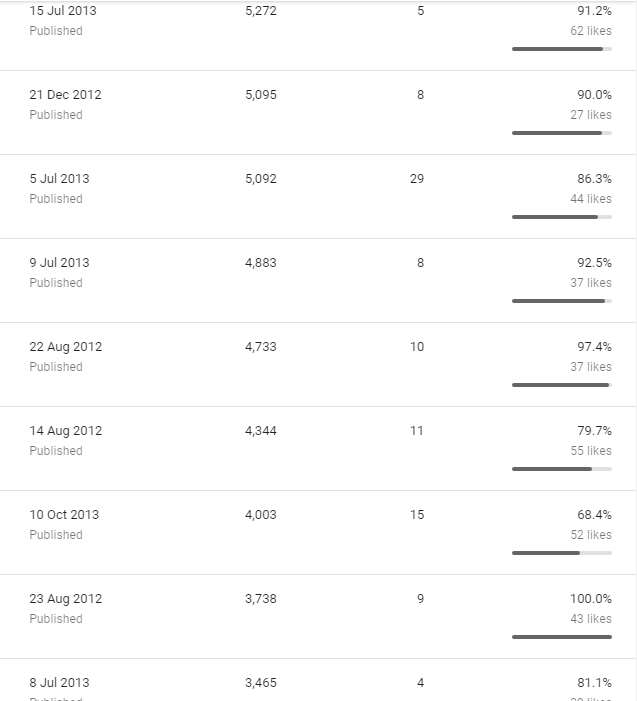 15 Jul 2013 5,272 5 91.2%
Published 62 likes
21 Dec 2012 5,095 8 90.0%
Published 27 likes
5 Jul 2013 5,092 29 86.3%
Published 44 likes
9 Jul 2013 4,883 8 92.5%
Published 37 likes
22 Aug 2012 4,733 10 97.4%
Published 37 likes
14 Aug 2012 4,344 11 79.7%
Published 55 likes
10 Oct 2013 4,003 15 68.4%
Published 52 likes
23 Aug 2012 3,738 9 100.0%
Published 43 likes
8 Jul 2013 3,465 4 81.1%
Published likes